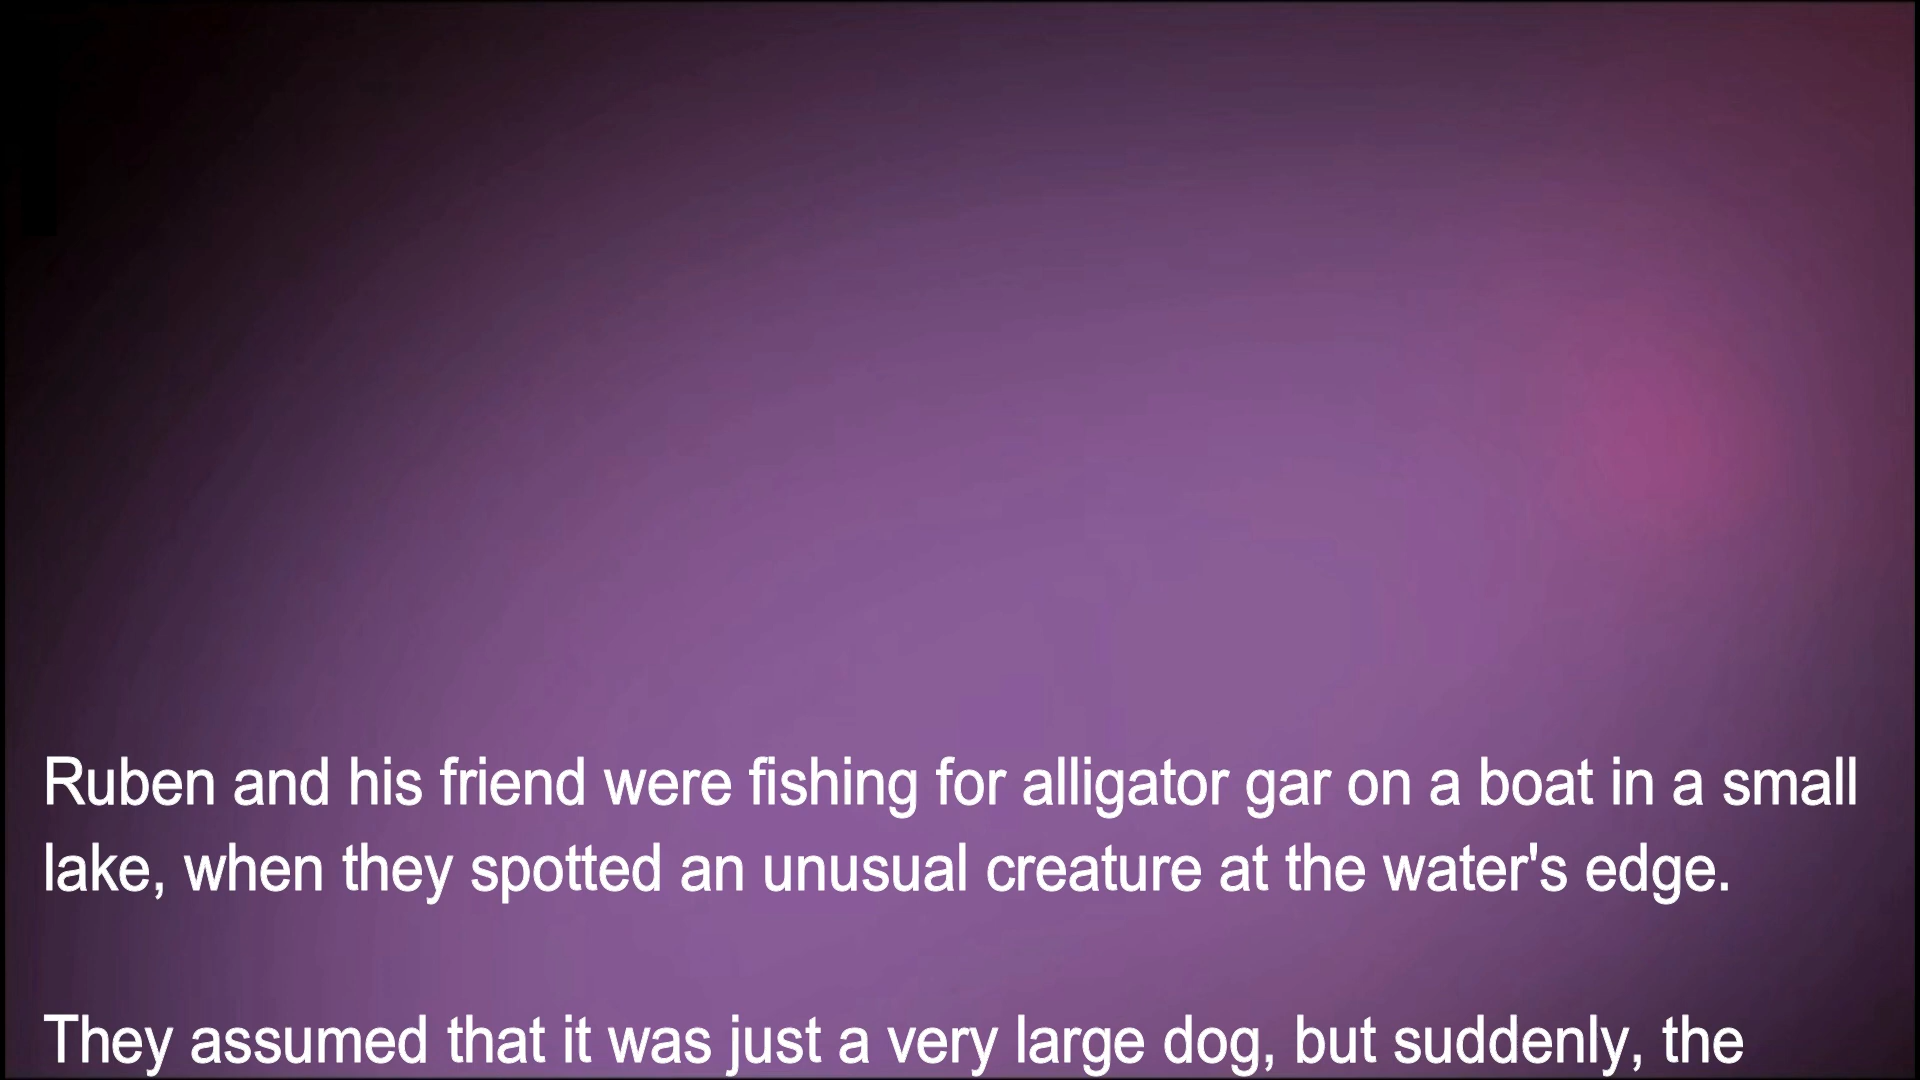 Ruben and his friend were fishing for alligator gar on a boat in a small
lake, when they spotted an unusual creature at the water's edge.
They assumed that it was just a very large dog, but suddenly, the